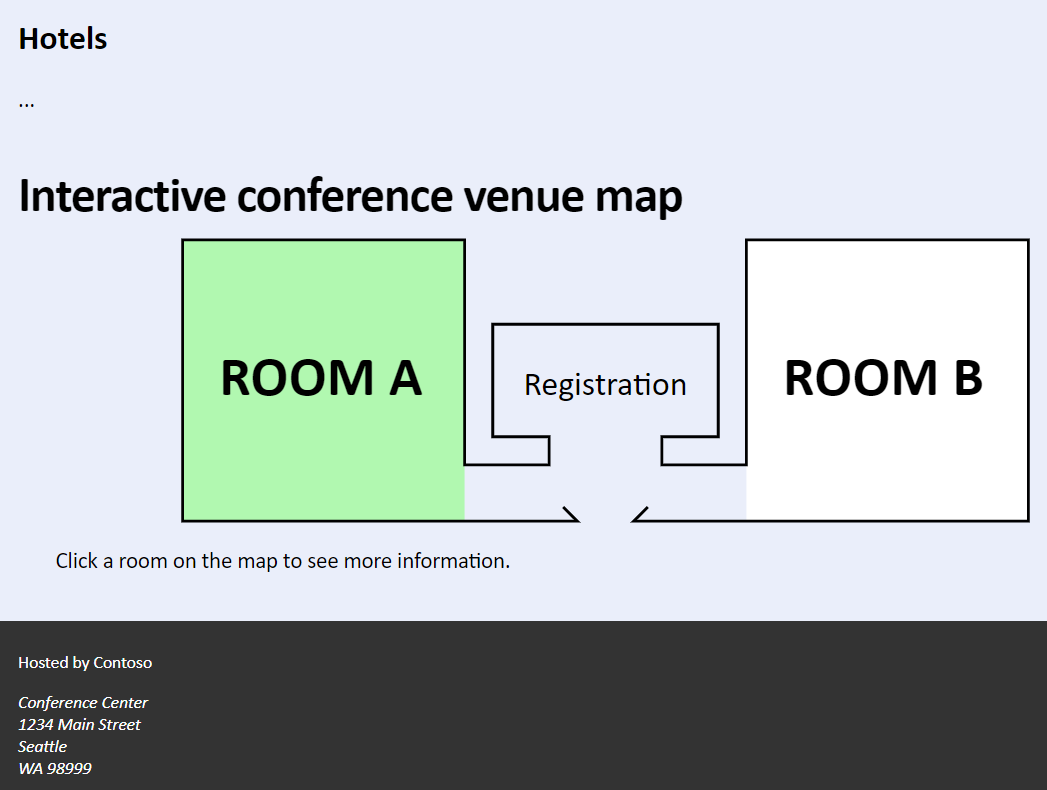 Hotels
...
Interactive conference venue map
ROOM A
Registration
ROOM B
Click a room on the map to see more information.
Hosted by Contoso
Conference Center
1234 Main Street
Seattle
WA 98999